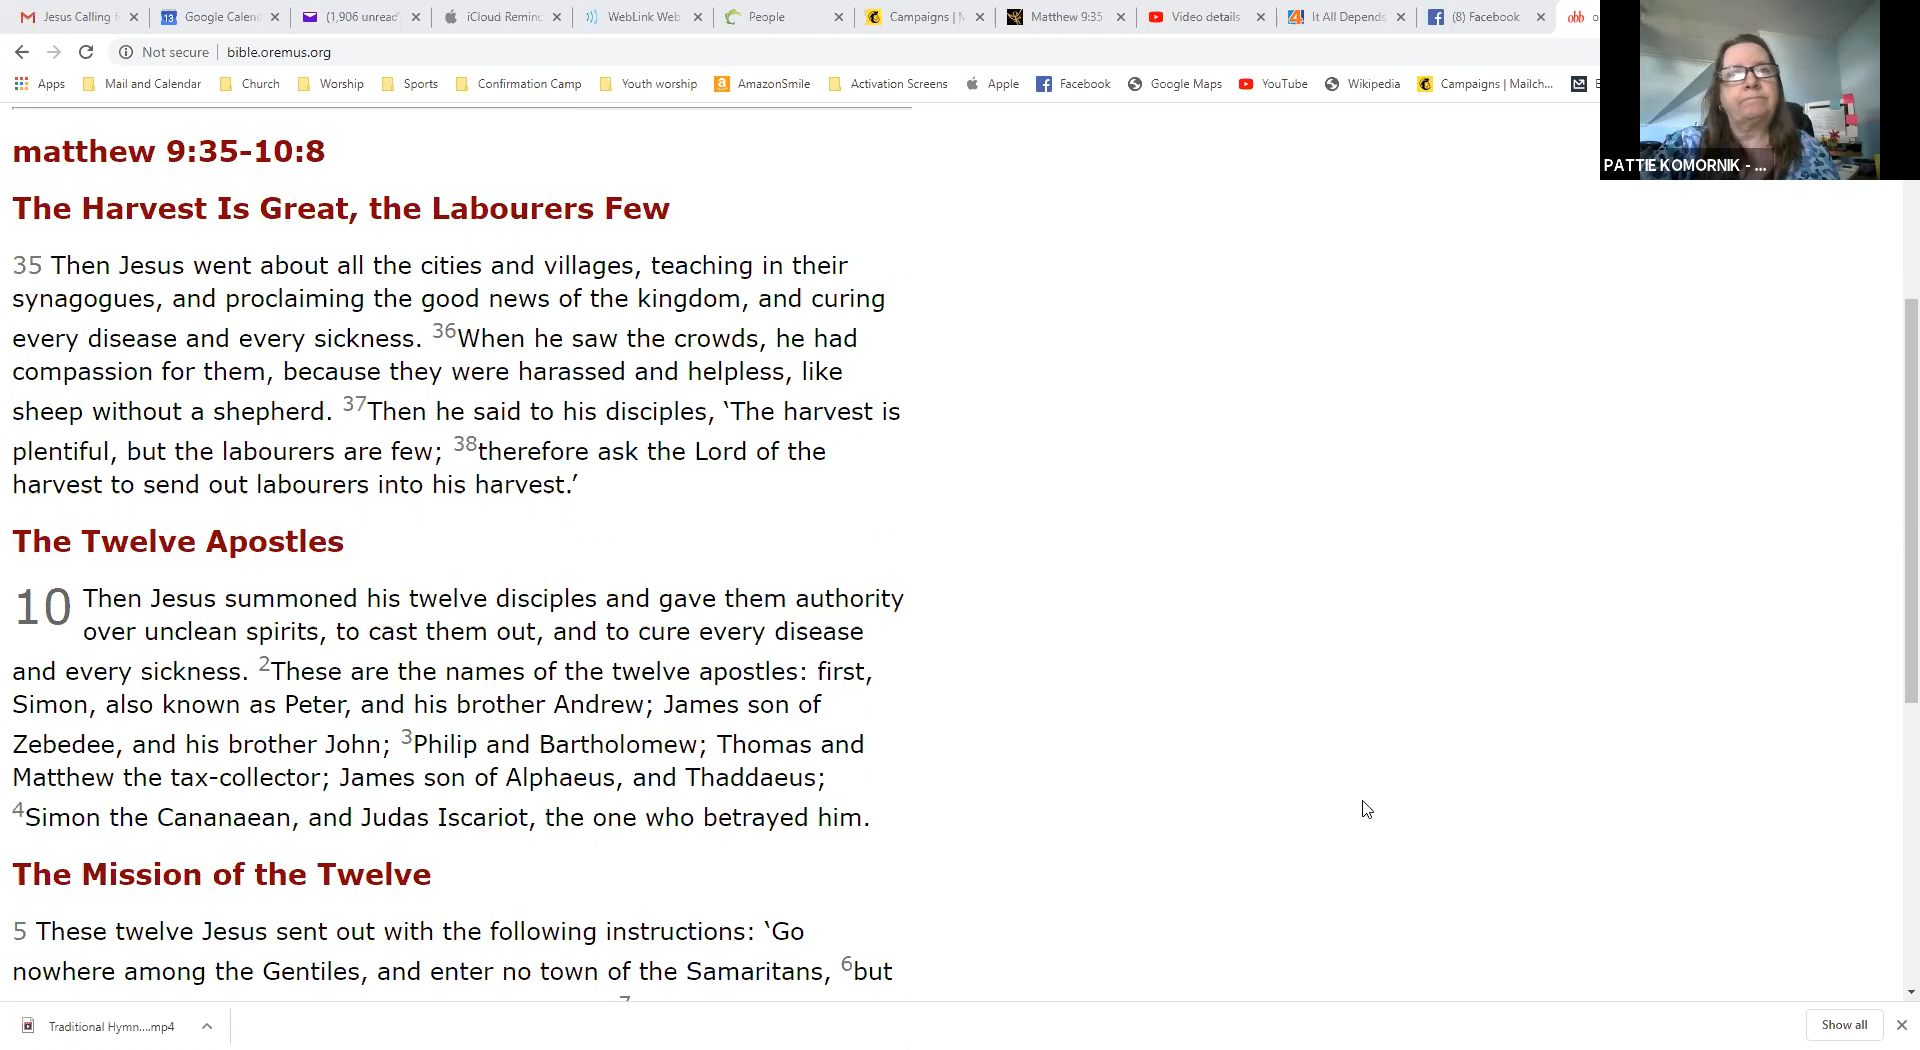 Jesus Calling f
Google Calend
(1,906 unread)
iCloud Remind
WebLink Web
People
Campaigns | M
Matthew 9:35
Video details
It All Depends
(8) Facebook
obb
Not secure bible.oremus.org
Apps Mail and Calendar Church Worship Sports Confirmation Camp Youth worship AmazonSmile Activation Screens Apple Facebook Google Maps YouTube Wikipedia Campaigns | Mailch...
PATTIE KOMORNIK - ...
matthew 9:35-10:8
The Harvest Is Great, the Labourers Few
35 Then Jesus went about all the cities and villages, teaching in their
synagogues, and proclaiming the good news of the kingdom, and curing
every disease and every sickness. 36When he saw the crowds, he had
compassion for them, because they were harassed and helpless, like
sheep without a shepherd. 37Then he said to his disciples, ‘The harvest is
plentiful, but the labourers are few; 38therefore ask the Lord of the
harvest to send out labourers into his harvest.’
The Twelve Apostles
10 Then Jesus summoned his twelve disciples and gave them authority
over unclean spirits, to cast them out, and to cure every disease
and every sickness. 2These are the names of the twelve apostles: first,
Simon, also known as Peter, and his brother Andrew; James son of
Zebedee, and his brother John; 3Philip and Bartholomew; Thomas and
Matthew the tax-collector; James son of Alphaeus, and Thaddaeus;
4Simon the Cananaean, and Judas Iscariot, the one who betrayed him.
The Mission of the Twelve
5 These twelve Jesus sent out with the following instructions: ‘Go
nowhere among the Gentiles, and enter no town of the Samaritans, 6but
Traditional Hymn....mp4
Show all